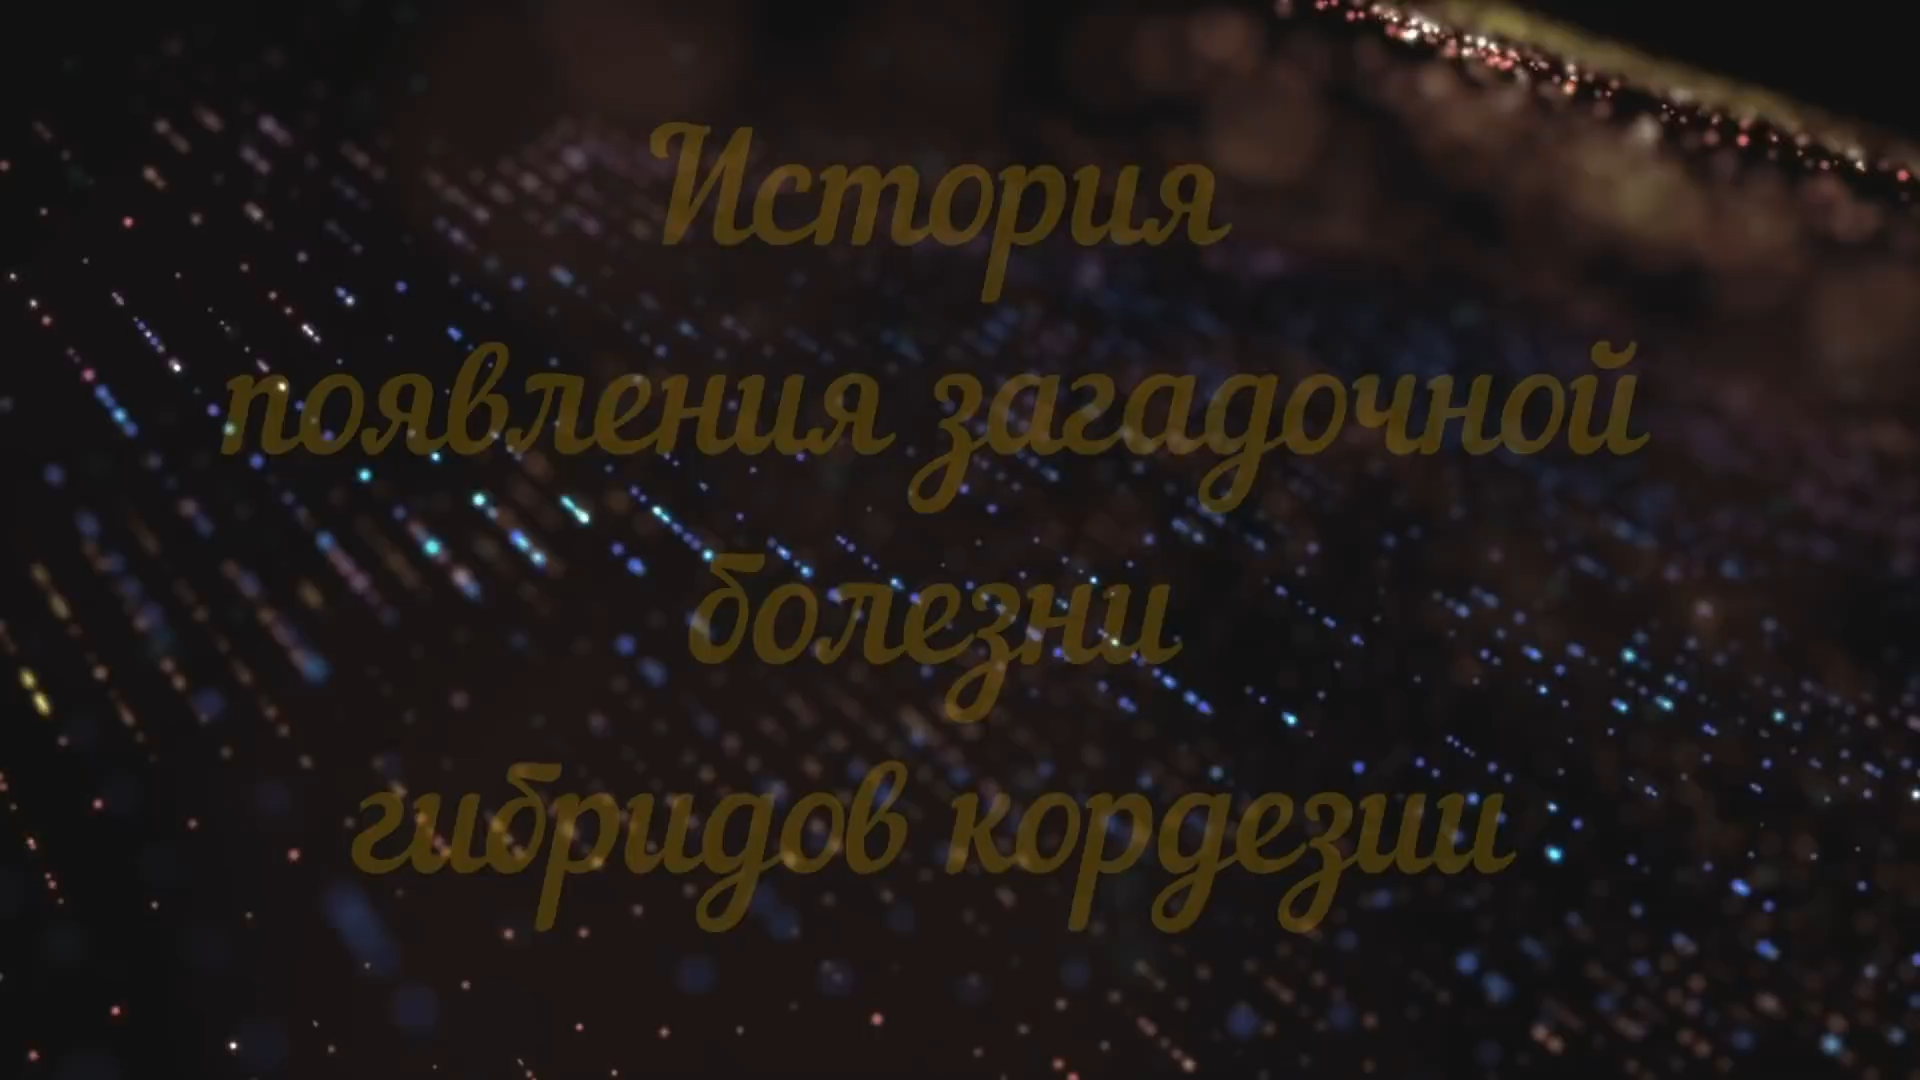 История
появления загадочной
болезни
гибридов кордезии